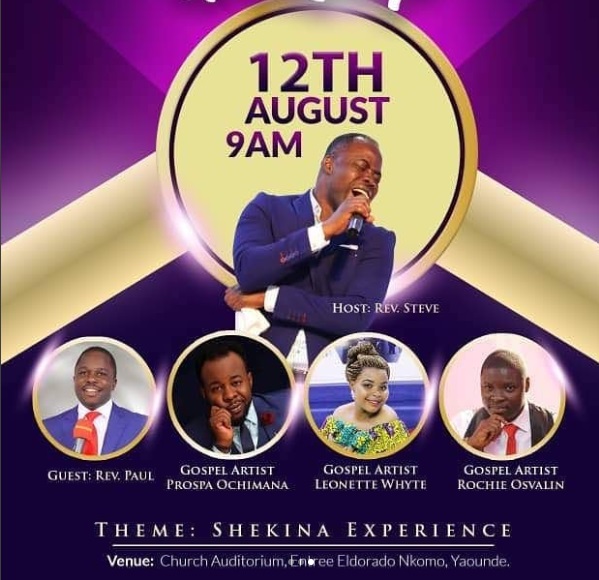 12TH
AUGUST
9AM
HOST: REV. STEVE
GUEST: REV. PAUL
GOSPEL ARTIST
PROSPA OCHIMANA
GOSPEL ARTIST
LEONETTE WHYTE
GOSPEL ARTIST
ROCHIE OSVALIN
THEME: SHEKINA EXPERIENCE
Venue: Church Auditorium, Entree Eldorado Nkomo, Yaounde.